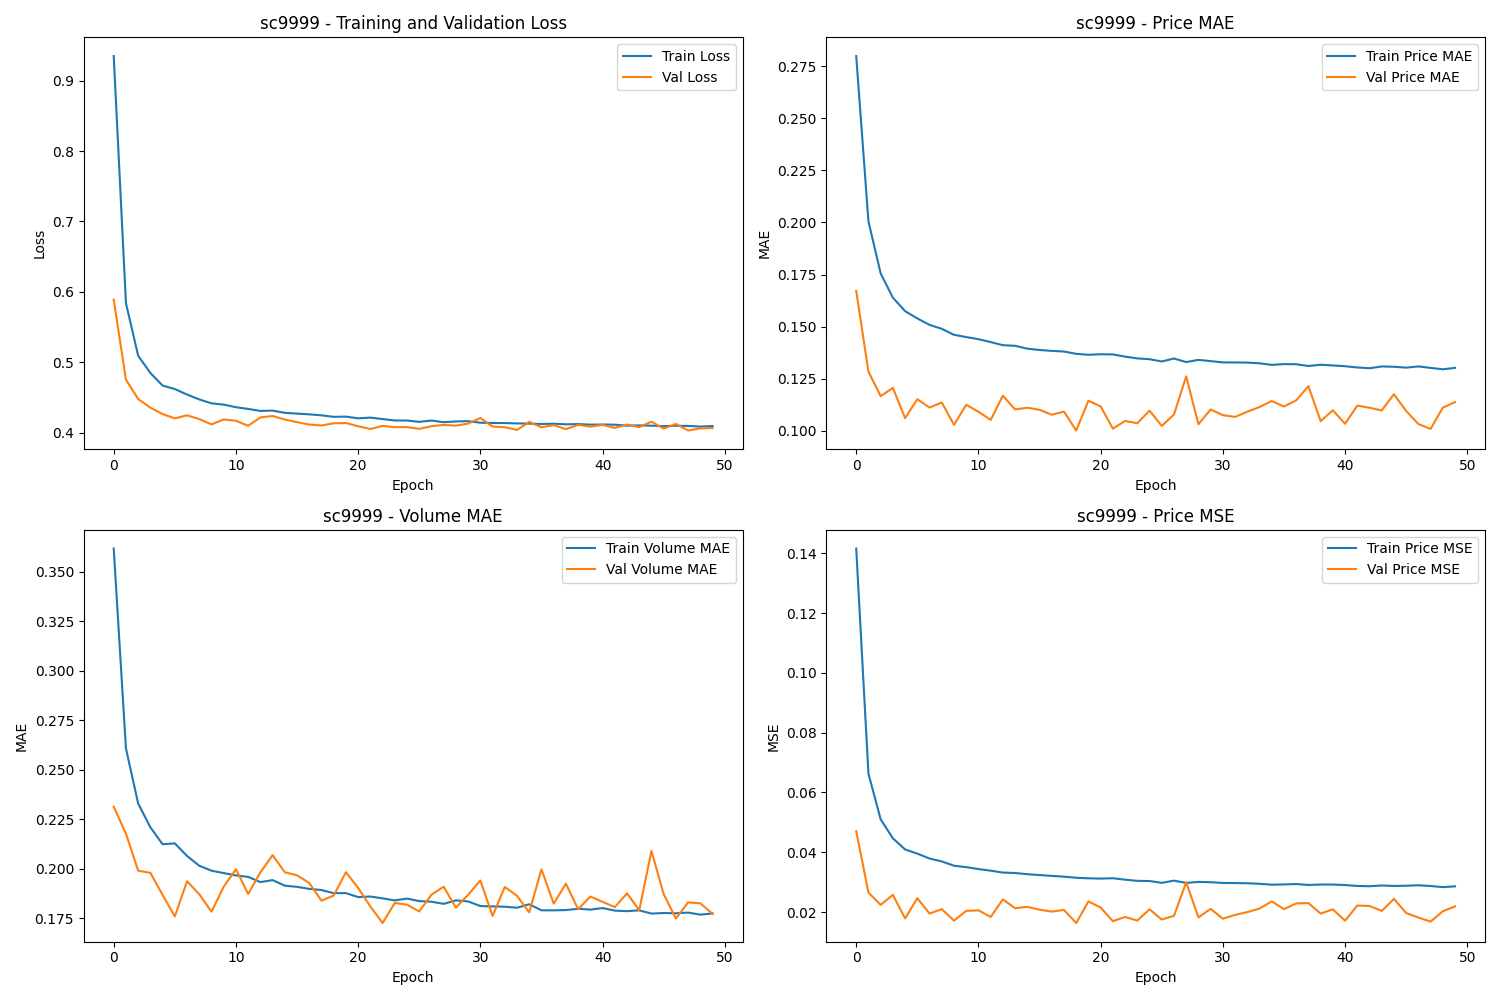 sc9999 - Training and Validation Loss
Train Loss
Val Loss
0.9
0.8
0.7
0.6
0.5
0.4
Loss
0 10 20 30 40 50
Epoch
sc9999 - Price MAE
Train Price MAE
Val Price MAE
0.275
0.250
0.225
0.200
0.175
0.150
0.125
0.100
MAE
0 10 20 30 40 50
Epoch
sc9999 - Volume MAE
Train Volume MAE
Val Volume MAE
0.350
0.325
0.300
0.275
0.250
0.225
0.200
0.175
MAE
0 10 20 30 40 50
Epoch
sc9999 - Price MSE
Train Price MSE
Val Price MSE
0.14
0.12
0.10
0.08
0.06
0.04
0.02
MSE
0 10 20 30 40 50
Epoch